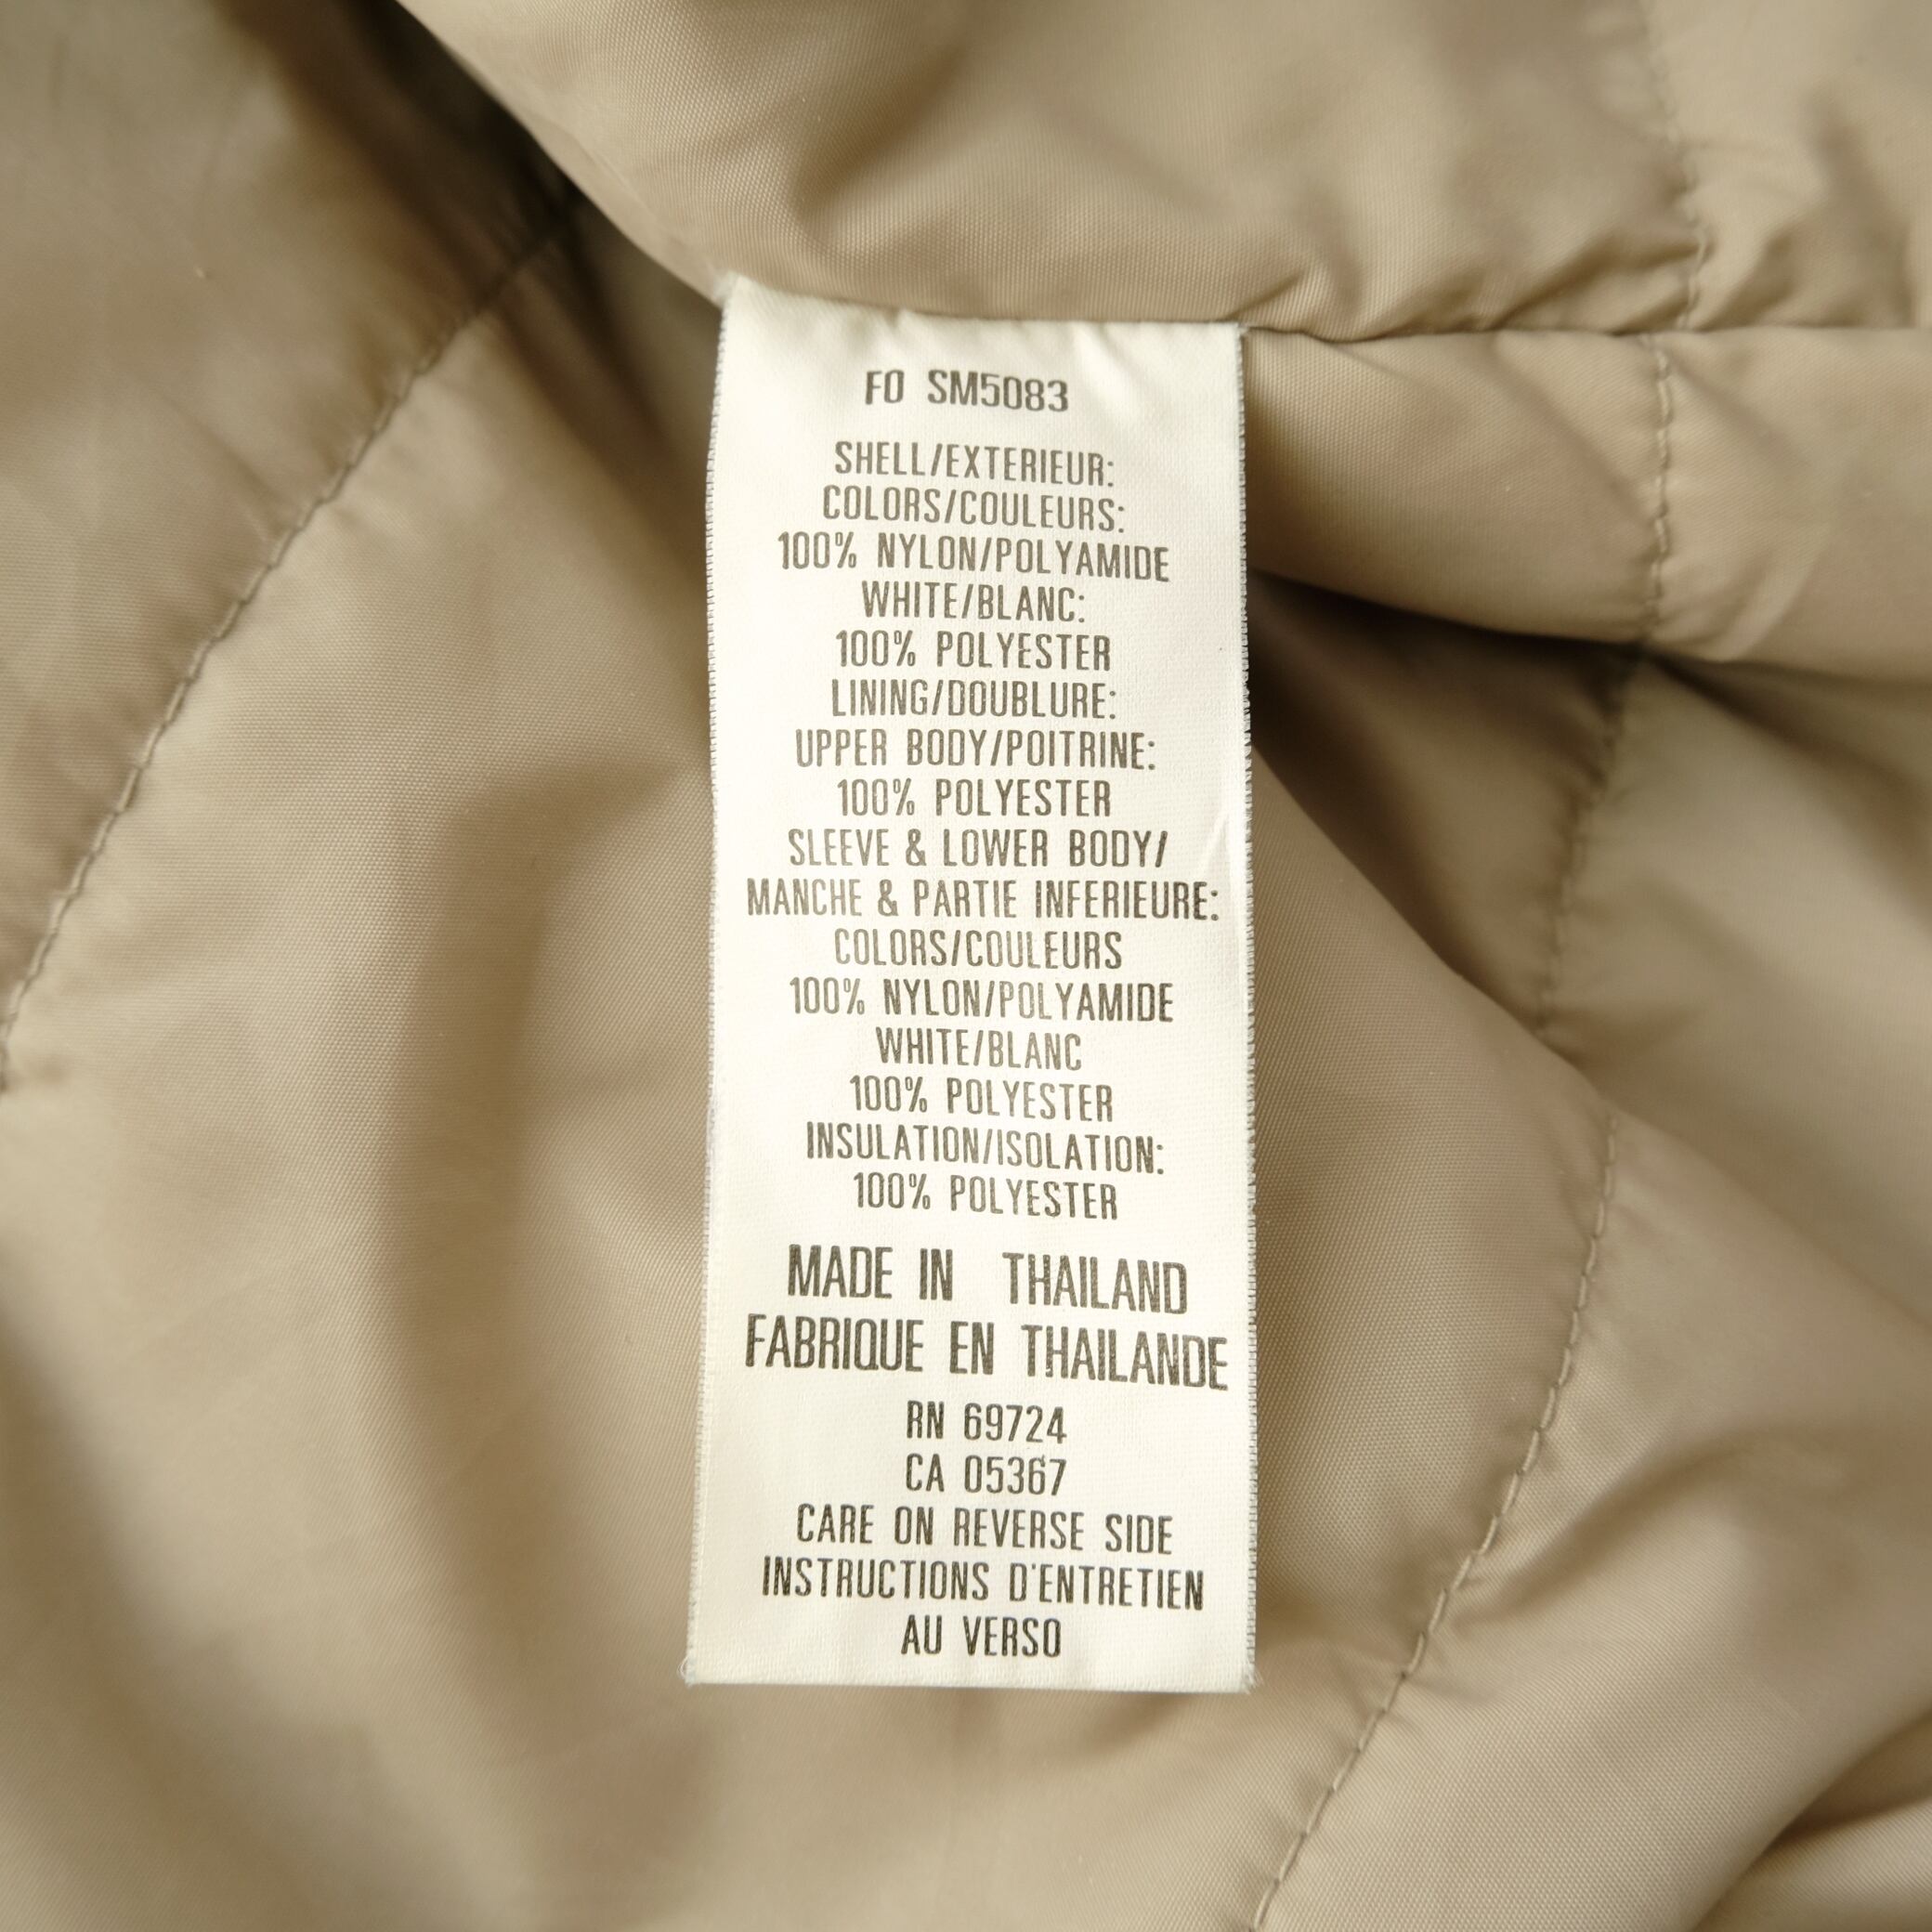 FO SM5083
SHELL/EXTERIEUR:
COLORS/COULEURS:
100% NYLON/POLYAMIDE
WHITE/BLANC:
100% POLYESTER
LINING/DOUBLURE:
UPPER BODY/POITRINE:
100% POLYESTER
SLEEVE & LOWER BODY/
MANCHE & PARTIE INFERIEURE:
COLORS/COULEURS
100% NYLON/POLYAMIDE
WHITE/BLANC
100% POLYESTER
INSULATION/ISOLATION:
100% POLYESTER
MADE IN THAILAND
FABRIQUE EN THAILANDE
RN 69724
CA 05367
CARE ON REVERSE SIDE
INSTRUCTIONS D'ENTRETIEN
AU VERSO